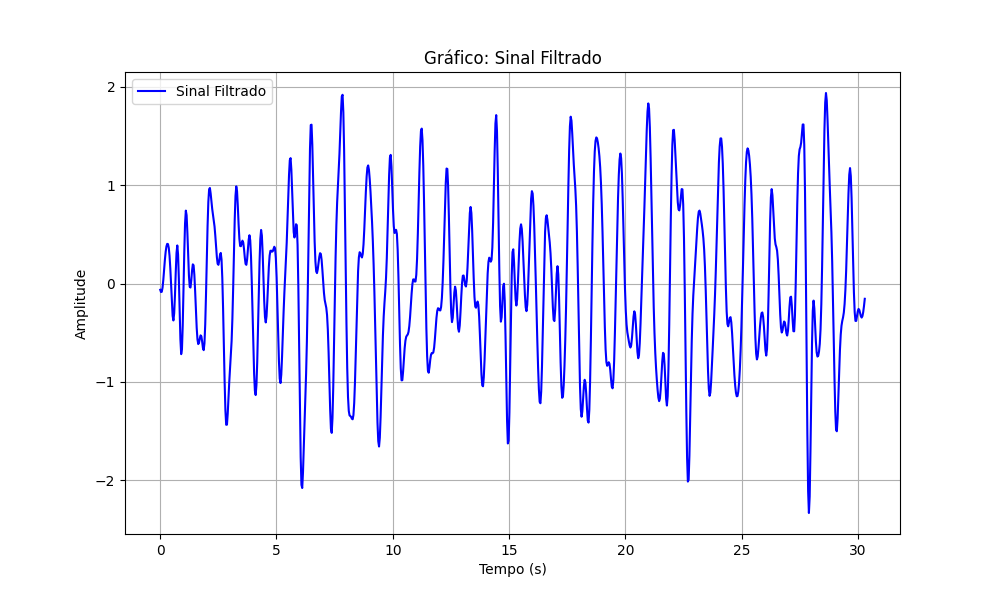 Gráfico: Sinal Filtrado
Sinal Filtrado
Amplitude
2
1
0
−1
−2
0 5 10 15 20 25 30
Tempo (s)